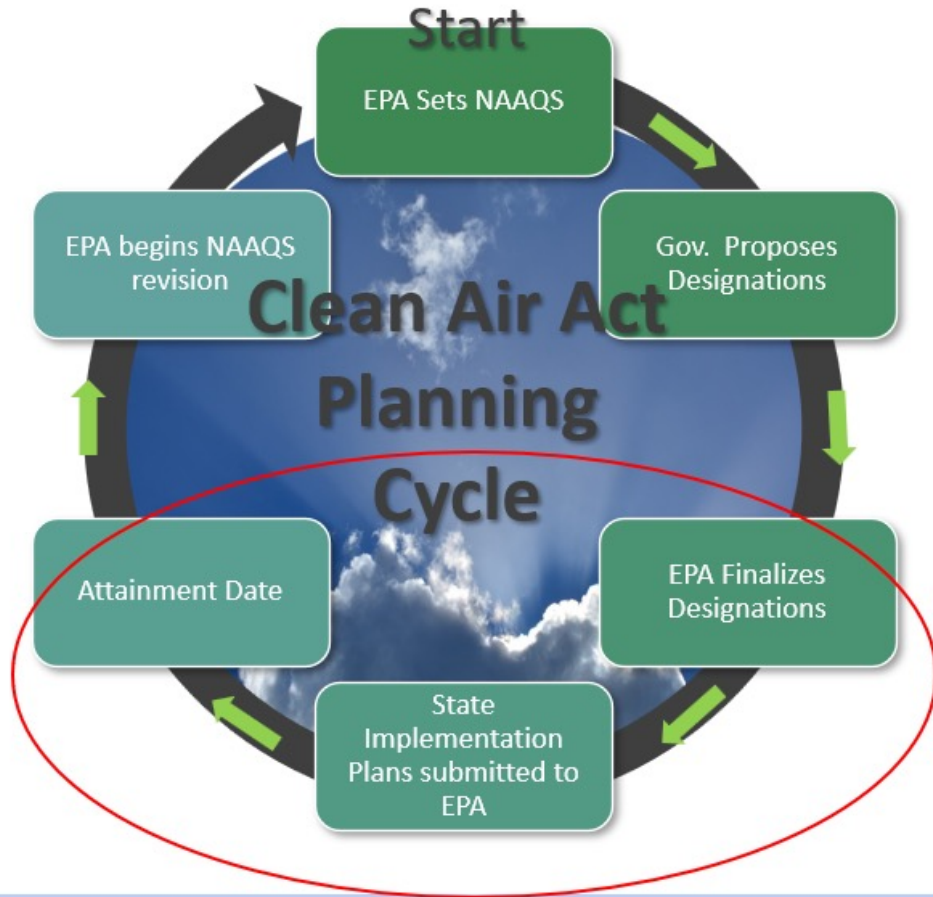 Start
EPA Sets NAAQS
Gov. Proposes
Designations
EPA Finalizes
Designations
State
Implementation
Plans submitted to
EPA
Attainment Date
EPA begins NAAQS
revision
Clean Air Act
Planning
Cycle